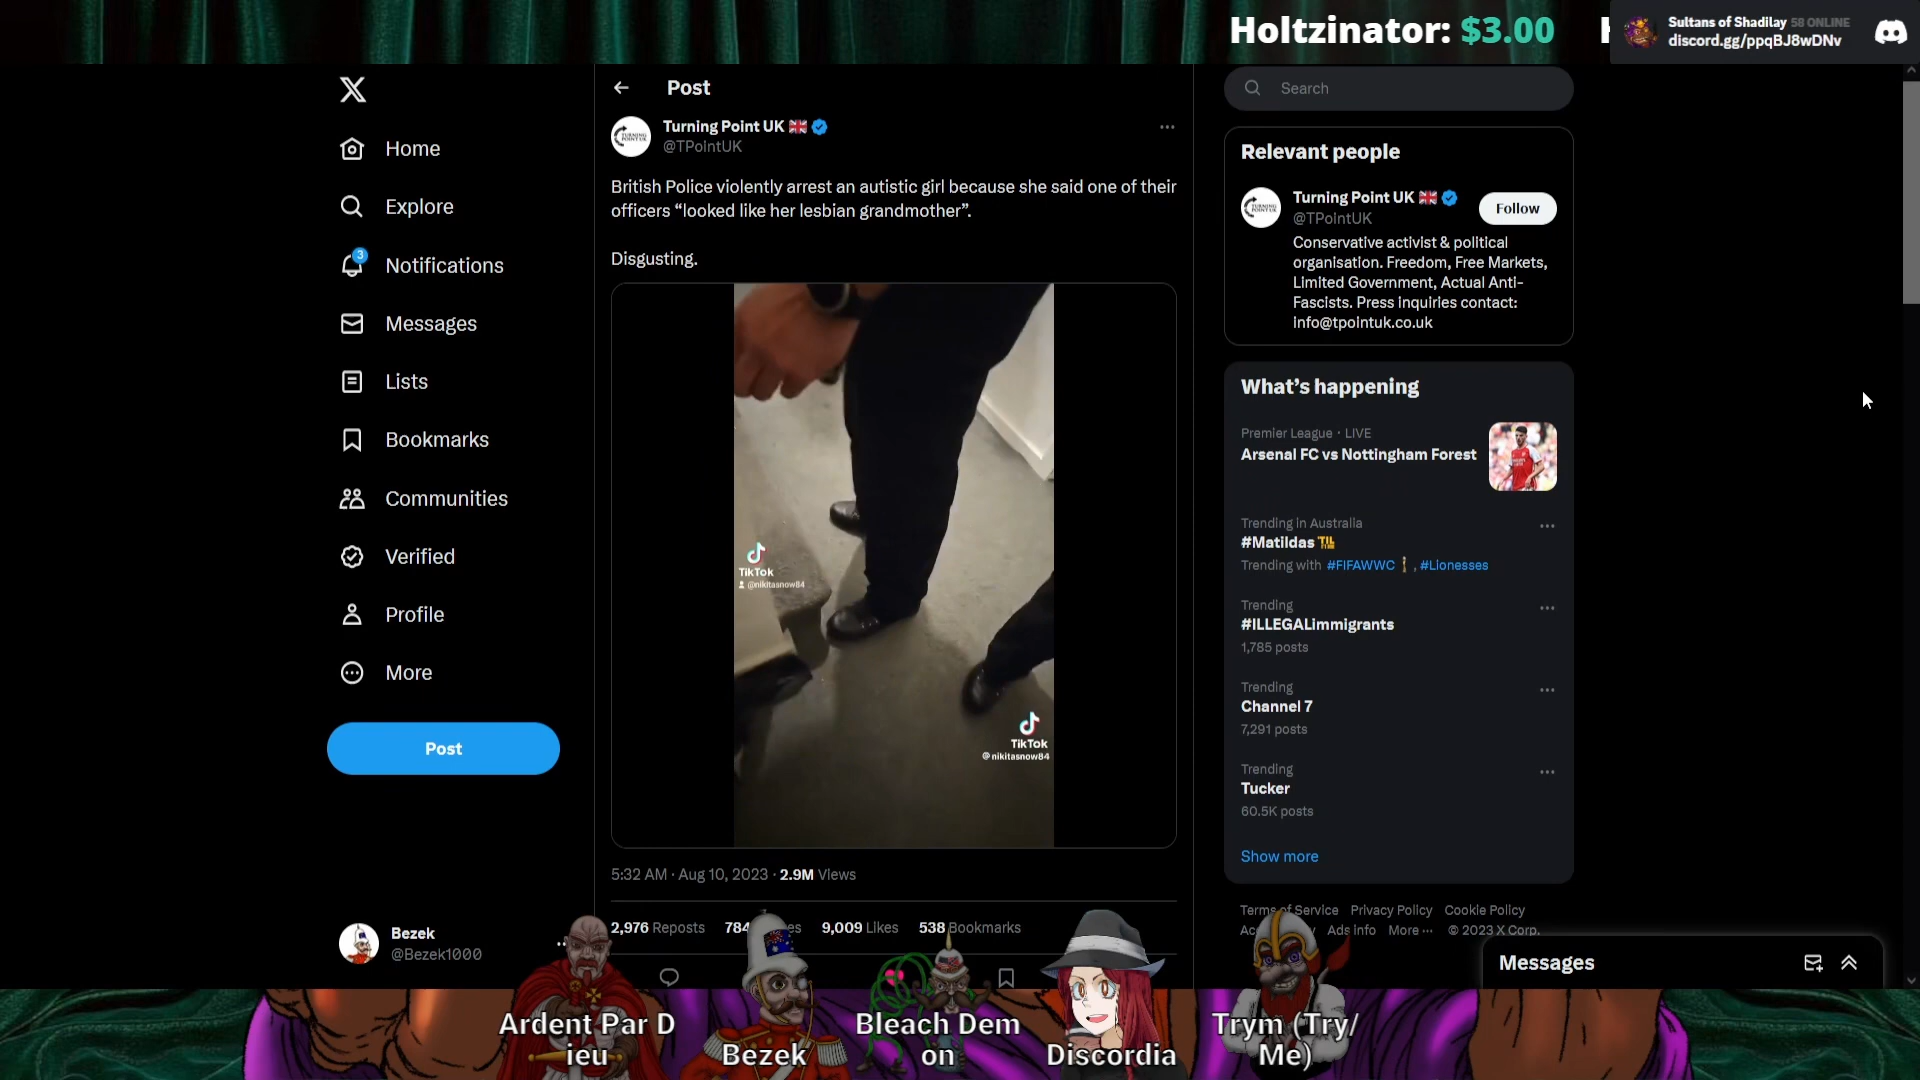 Holtzinator: $3.00
Sultans of Shadilay 58 ONLINE
discord.gg/ppqBJ8wDNv
Home
Explore
3
Notifications
Messages
Lists
Bookmarks
Communities
Verified
Profile
More
Post
Bezek
@Bezek1000
Post
Turning Point UK
@TPointUK
British Police violently arrest an autistic girl because she said one of their
officers “looked like her lesbian grandmother”.
Disgusting.
TikTok
@nikitasnow84
TikTok
@nikitasnow84
5:32 AM · Aug 10, 2023 · 2.9M Views
2,976 Reposts 9,009 Likes 538 Bookmarks
Search
Relevant people
Turning Point UK
@TPointUK
Follow
Conservative activist & political
organisation. Freedom, Free Markets,
Limited Government, Actual Anti-
Fascists. Press inquiries contact:
info@tpointuk.co.uk
What’s happening
Premier League · LIVE
Arsenal FC vs Nottingham Forest
Trending in Australia
#Matildas
Trending with #FIFAWWC, #Lionesses
Trending
#ILLEGALimmigrants
1,785 posts
Trending
Channel 7
7,291 posts
Trending
Tucker
60.5K posts
Show more
Terms of Service Privacy Policy Cookie Policy
Ads info More ··· © 2023 X Corp.
Messages
Ardent Par D
ieu
Bezek
Bleach Dem
on
Discordia
Trym (Try/
Me)